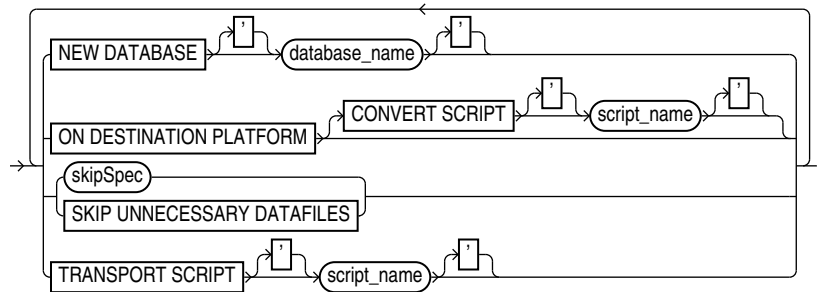 NEW DATABASE ' database_name '
ON DESTINATION PLATFORM CONVERT SCRIPT ' script_name '
skipSpec
SKIP UNNECESSARY DATAFILES
TRANSPORT SCRIPT ' script_name '